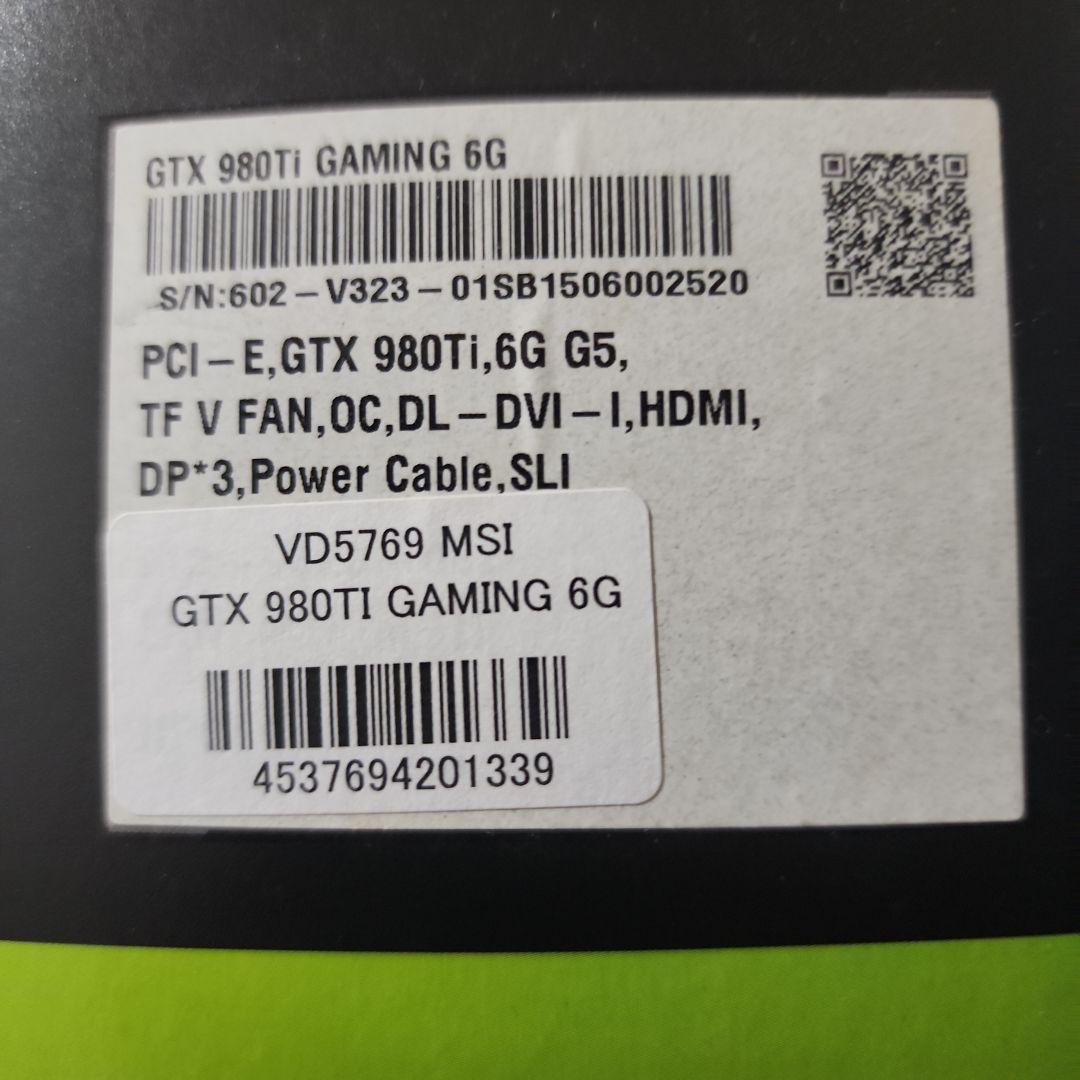 GTX 980Ti GAMING 6G
S/N:602-V323-01SB1506002520
PCI-E,GTX 980Ti,6G G5,
TF V FAN,OC,DL-DVI-I,HDMI,
DP*3,Power Cable,SLI
VD5769 MSI
GTX 980TI GAMING 6G
4537694201339